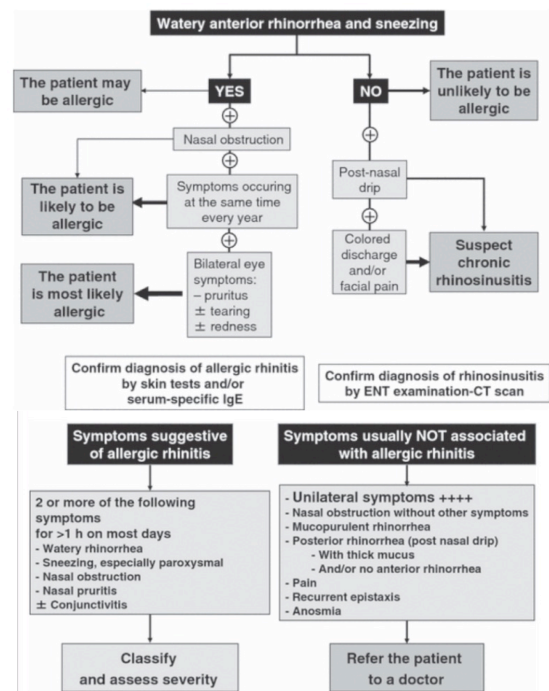 Watery anterior rhinorrhea and sneezing
The patient may
be allergic
YES
NO
The patient is
unlikely to be
allergic
Nasal obstruction
The patient is
likely to be
allergic
Symptoms occuring
at the same time
every year
Post-nasal
drip
Bilateral eye
symptoms:
– pruritus
± tearing
± redness
Colored
discharge
and/or
facial pain
Suspect
chronic
rhinosinusitis
The patient
is most likely
allergic
Confirm diagnosis of allergic rhinitis
by skin tests and/or
serum-specific IgE
Confirm diagnosis of rhinosinusitis
by ENT examination-CT scan
Symptoms suggestive
of allergic rhinitis
2 or more of the following
symptoms
for >1 h on most days
- Watery rhinorrhea
- Sneezing, especially paroxysmal
- Nasal obstruction
- Nasal pruritis
± Conjunctivitis
Classify
and assess severity
Symptoms usually NOT associated
with allergic rhinitis
- Unilateral symptoms ++++
- Nasal obstruction without other symptoms
- Mucopurulent rhinorrhea
- Posterior rhinorrhea (post nasal drip)
- With thick mucus
- And/or no anterior rhinorrhea
- Pain
- Recurrent epistaxis
- Anosmia
Refer the patient
to a doctor